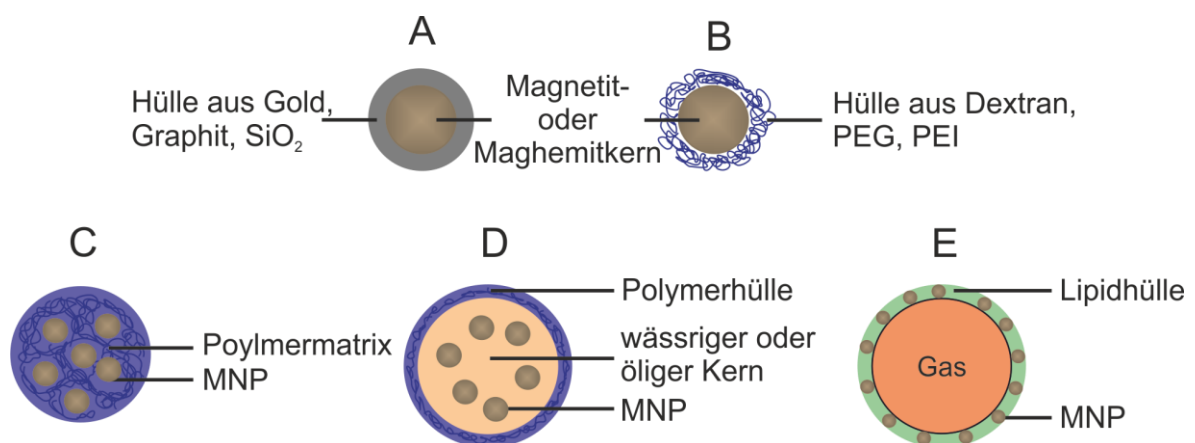 A
B
Hülle aus Gold,
Graphit, SiO₂
Magnetit-
oder
Maghemitkern
Hülle aus Dextran,
PEG, PEI
C
D
E
Poylmermatrix
MNP
Polymerhülle
wässriger oder
öliger Kern
MNP
Lipidhülle
Gas
MNP